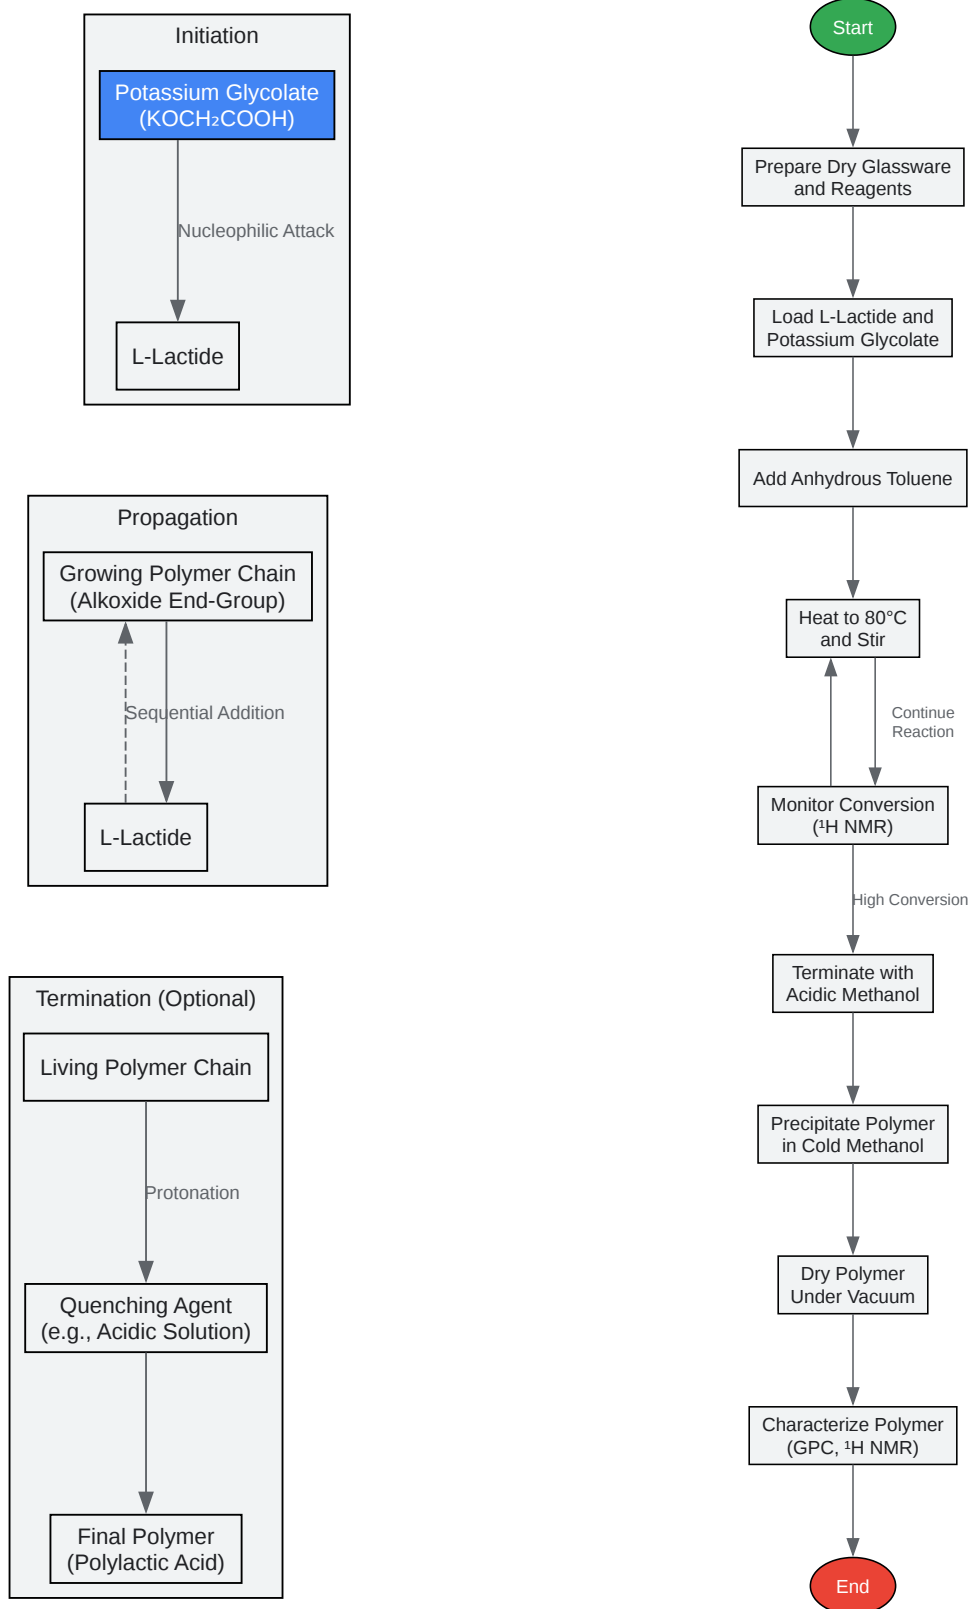 Initiation
Potassium Glycolate
(KOCH₂COOH)
Nucleophilic Attack
L-Lactide
Propagation
Growing Polymer Chain
(Alkoxide End-Group)
Sequential Addition
L-Lactide
Termination (Optional)
Living Polymer Chain
Protonation
Quenching Agent
(e.g., Acidic Solution)
Final Polymer
(Polylactic Acid)
Start
Prepare Dry Glassware
and Reagents
Load L-Lactide and
Potassium Glycolate
Add Anhydrous Toluene
Heat to 80°C
and Stir
Continue
Reaction
Monitor Conversion
(¹H NMR)
High Conversion
Terminate with
Acidic Methanol
Precipitate Polymer
in Cold Methanol
Dry Polymer
Under Vacuum
Characterize Polymer
(GPC, ¹H NMR)
End